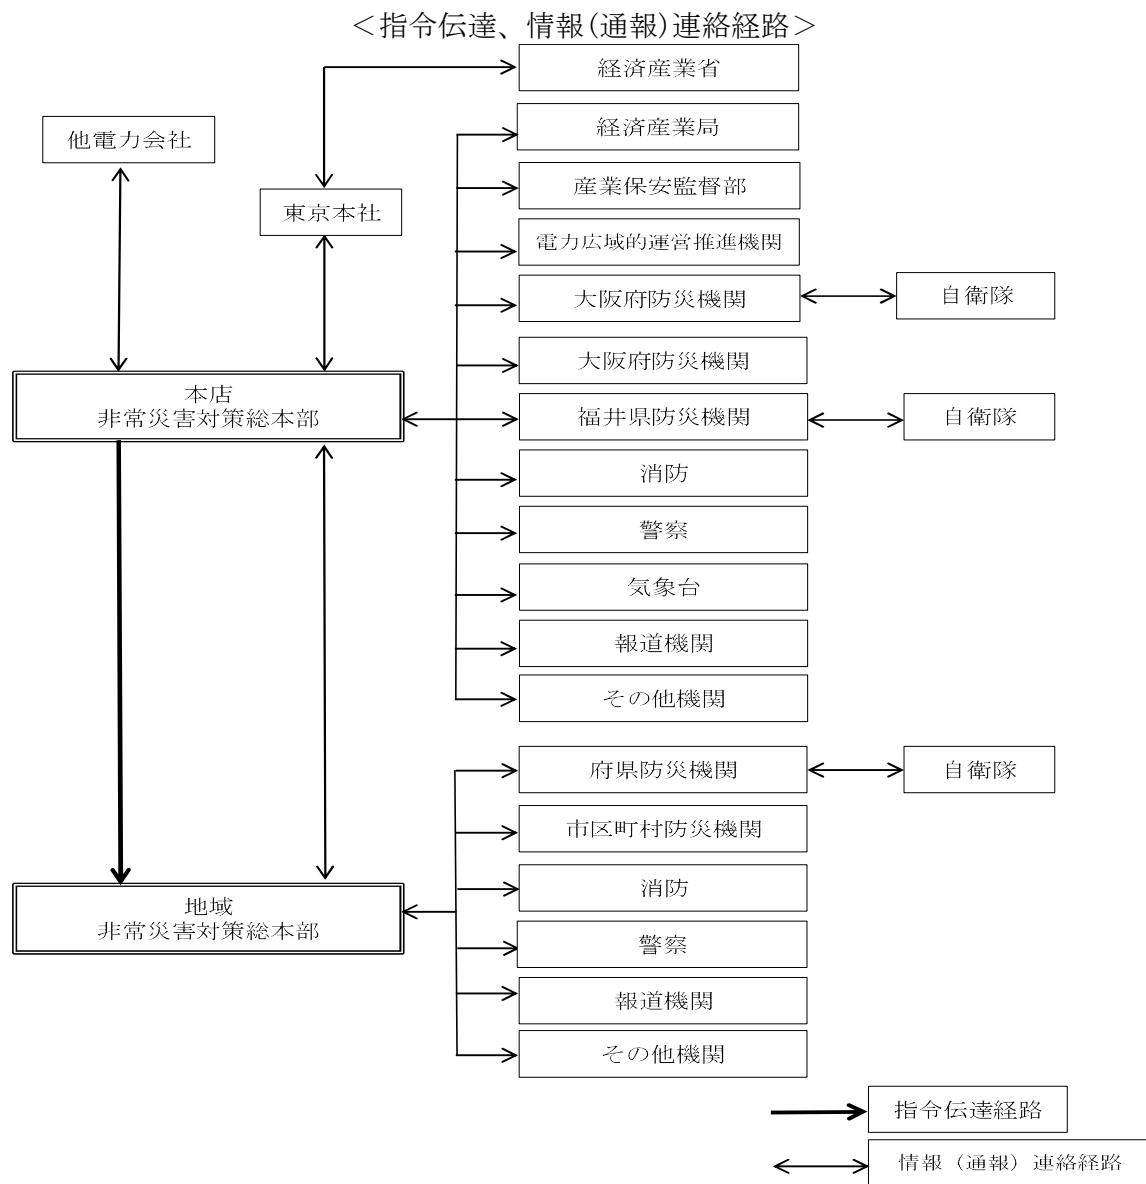 ＜指令伝達、情報(通報)連絡経路＞
経済産業省
経済産業局
他電力会社
産業保安監督部
東京本社
電力広域的運営推進機関
大阪府防災機関
自衛隊
大阪府防災機関
本店
非常災害対策総本部
福井県防災機関
自衛隊
消防
警察
気象台
報道機関
その他機関
府県防災機関
自衛隊
市区町村防災機関
消防
地域
非常災害対策総本部
警察
報道機関
その他機関
指令伝達経路
情報（通報）連絡経路